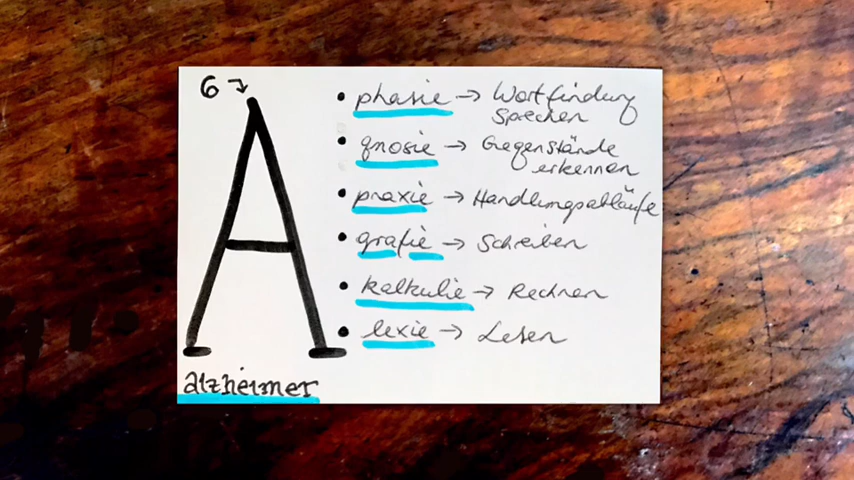 6
A
• phasie → Wortfindung
sprechen
• gnosie → Gegenstände
erkennen
• praxie → Handlungsabläufe
• grafie → Schreiben
• kalkulie → Rechnen
• lexie → Lesen
alzheimer